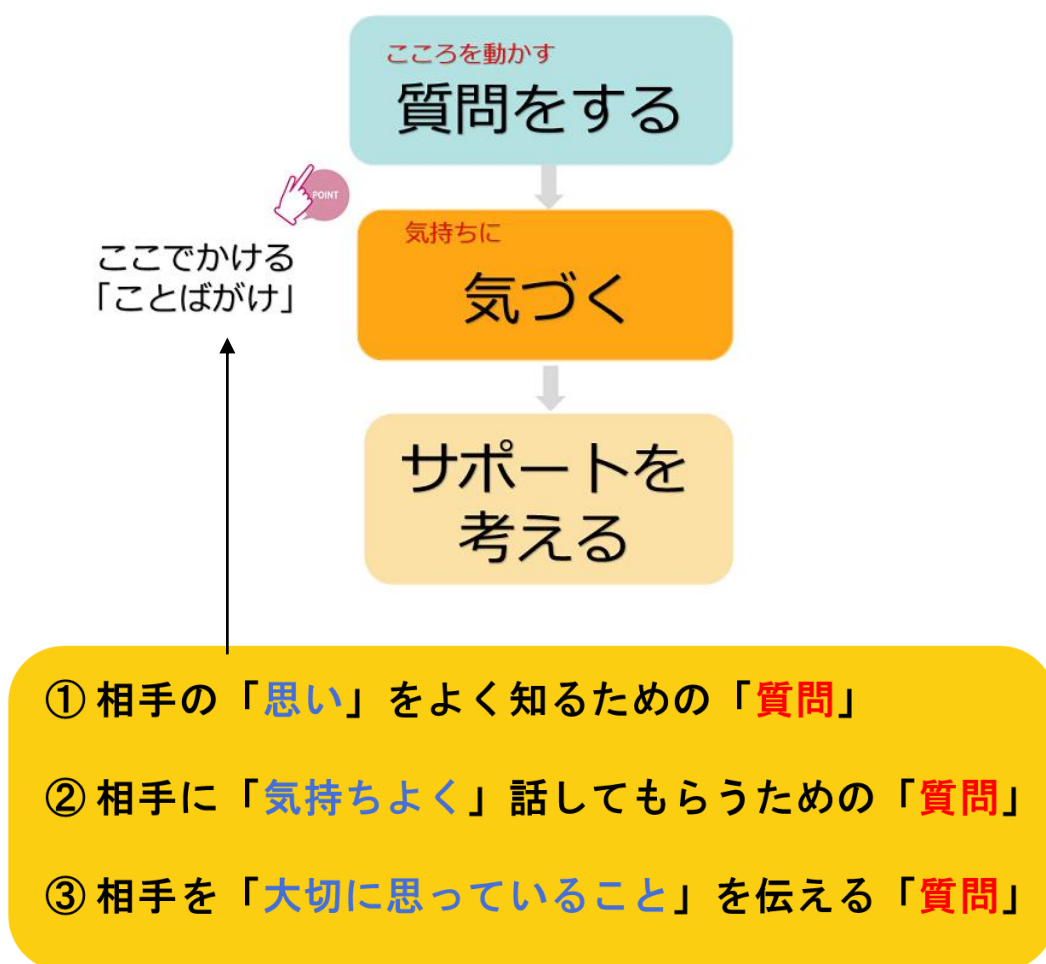 こころを動かす
質問をする
POINT
ここでかける
「ことばがけ」
気持ちに
気づく
サポートを
考える
① 相手の「思い」をよく知るための「質問」
② 相手に「気持ちよく」話してもらうための「質問」
③ 相手を「大切に思っていること」を伝える「質問」